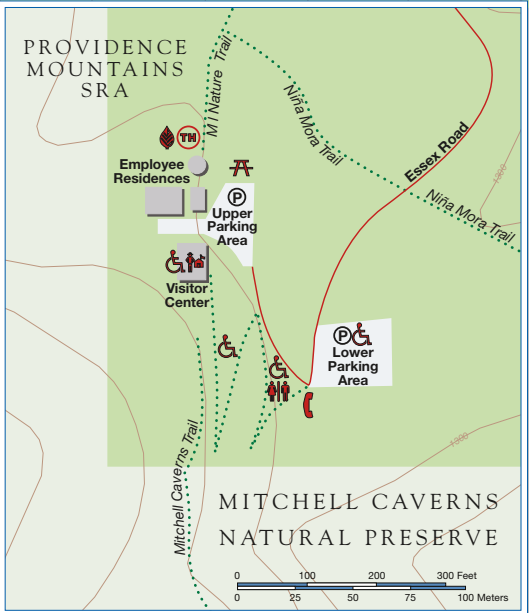 PROVIDENCE
MOUNTAINS
SRA
M I Nature Trail
Niña Mora Trail
Essex Road
1200
TH
Employee
Residences
P
Upper
Parking
Area
Niña Mora Trail
Visitor
Center
P
Lower
Parking
Area
Mitchell Caverns Trail
1300
MITCHELL CAVERNS
NATURAL PRESERVE
0 100 200 300 Feet
0 25 50 75 100 Meters